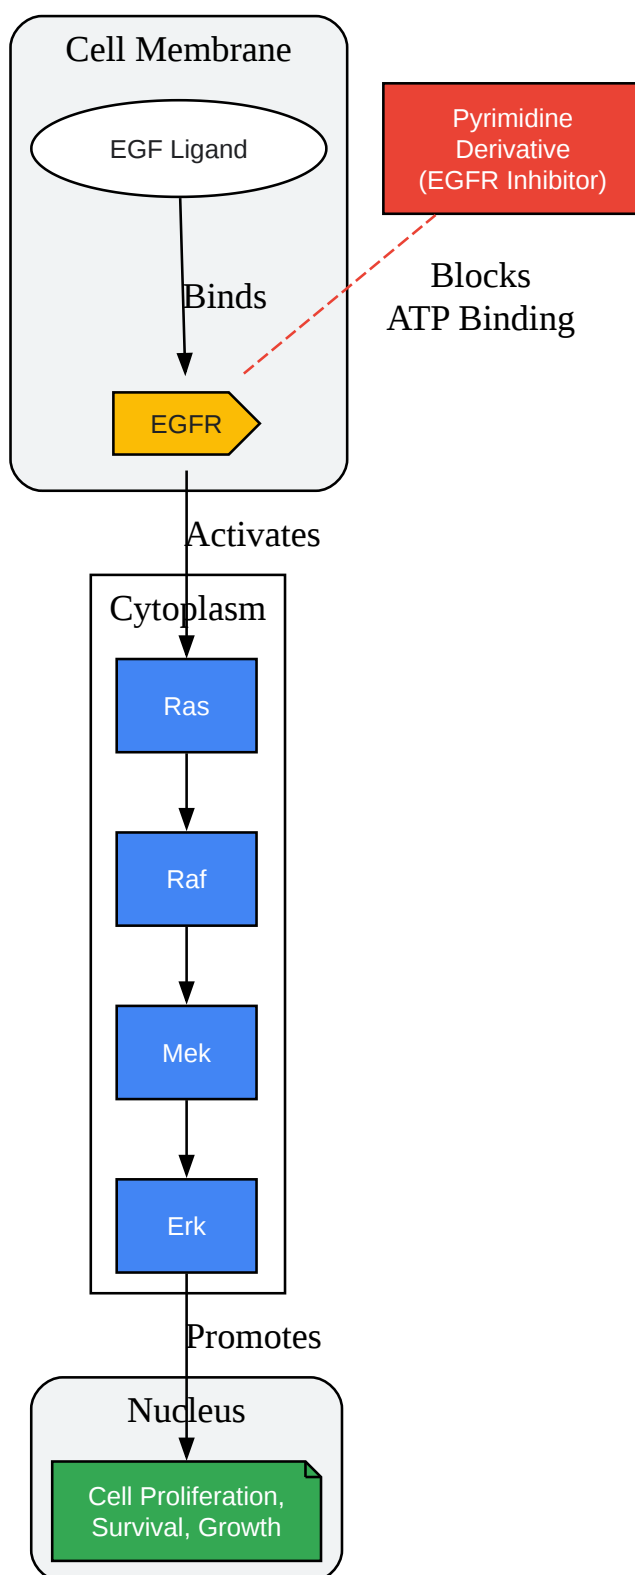 Cell Membrane
EGF Ligand
Pyrimidine
Derivative
(EGFR Inhibitor)
Binds
Blocks
ATP Binding
EGFR
Activates
Cytoplasm
Ras
Raf
Mek
Erk
Promotes
Nucleus
Cell Proliferation,
Survival, Growth